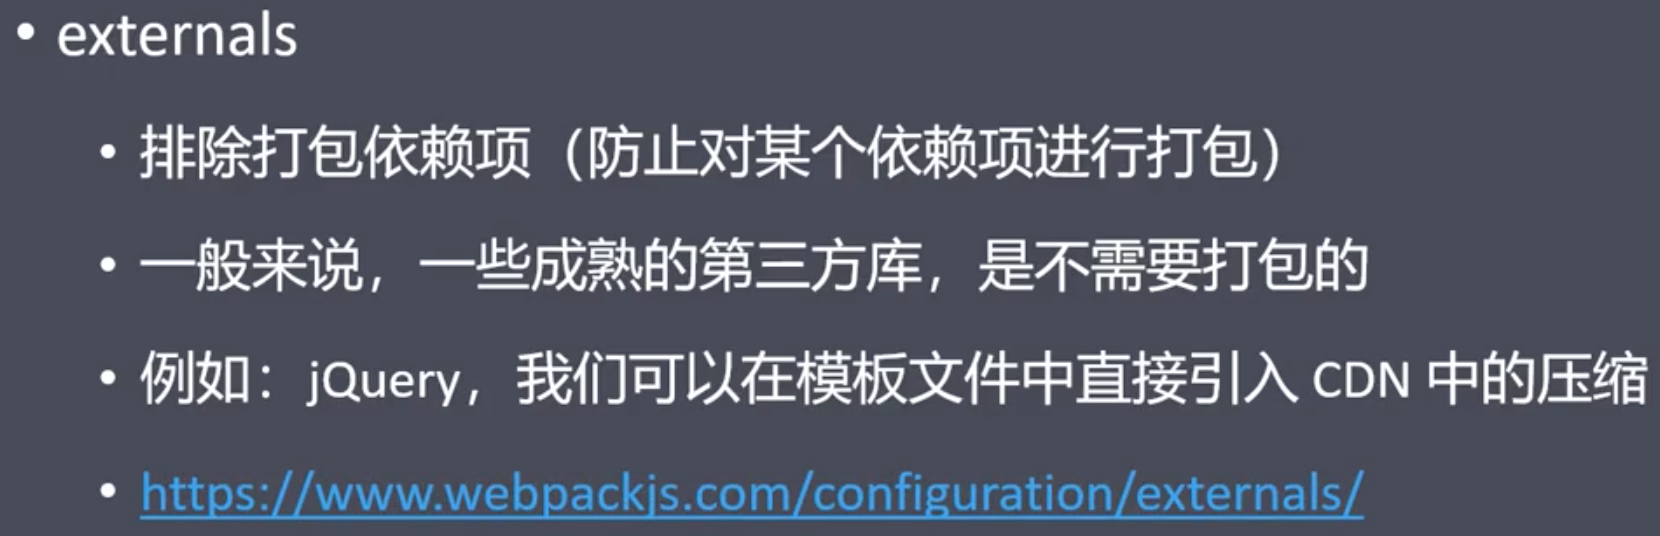 • externals
• 排除打包依赖项（防止对某个依赖项进行打包）
• 一般来说，一些成熟的第三方库，是不需要打包的
• 例如：jQuery，我们可以在模板文件中直接引入 CDN 中的压缩
• https://www.webpackjs.com/configuration/externals/